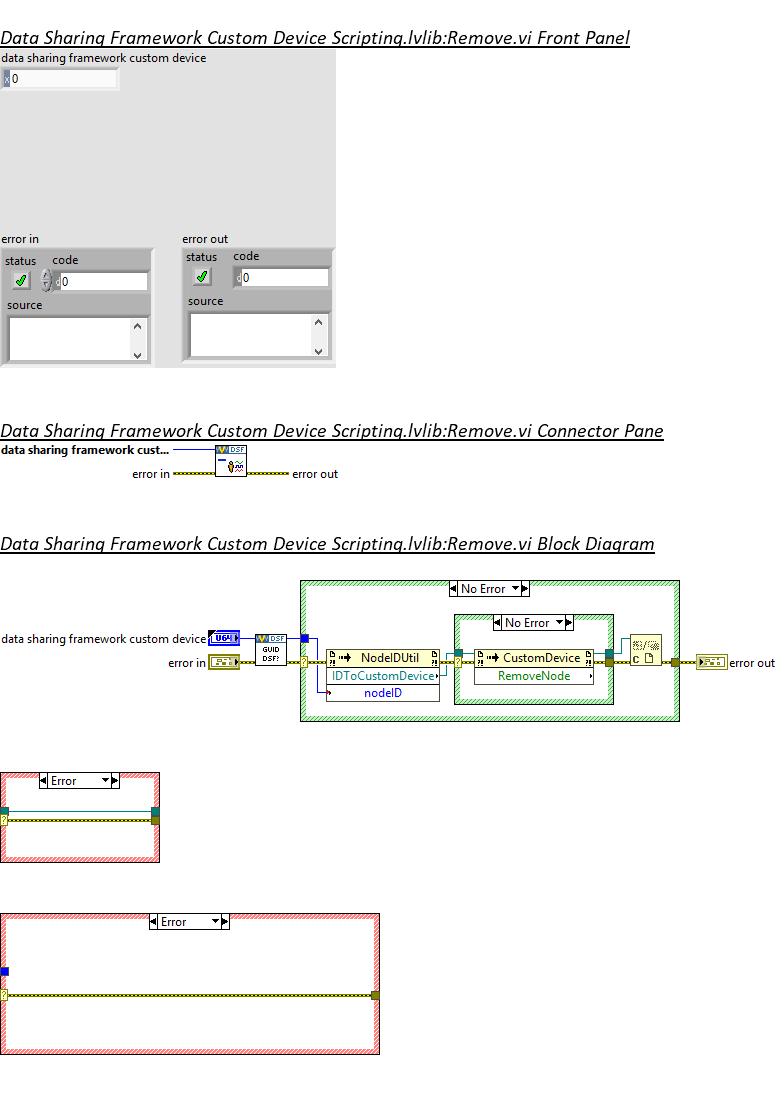 Data Sharing Framework Custom Device Scripting.lvlib:Remove.vi Front Panel
data sharing framework custom device
x 0
error in
error out
status code
status code
d 0
0
source
source
Data Sharing Framework Custom Device Scripting.lvlib:Remove.vi Connector Pane
data sharing framework cust...
DSF
error in
error out
Data Sharing Framework Custom Device Scripting.lvlib:Remove.vi Block Diagram
No Error
No Error
data sharing framework custom device
U64
DSF
GUID
DSF?
error in
?
NodeIDUtil
IDToCustomDevice
nodeID
?
CustomDevice
RemoveNode
C
error out
Error
?
Error
?